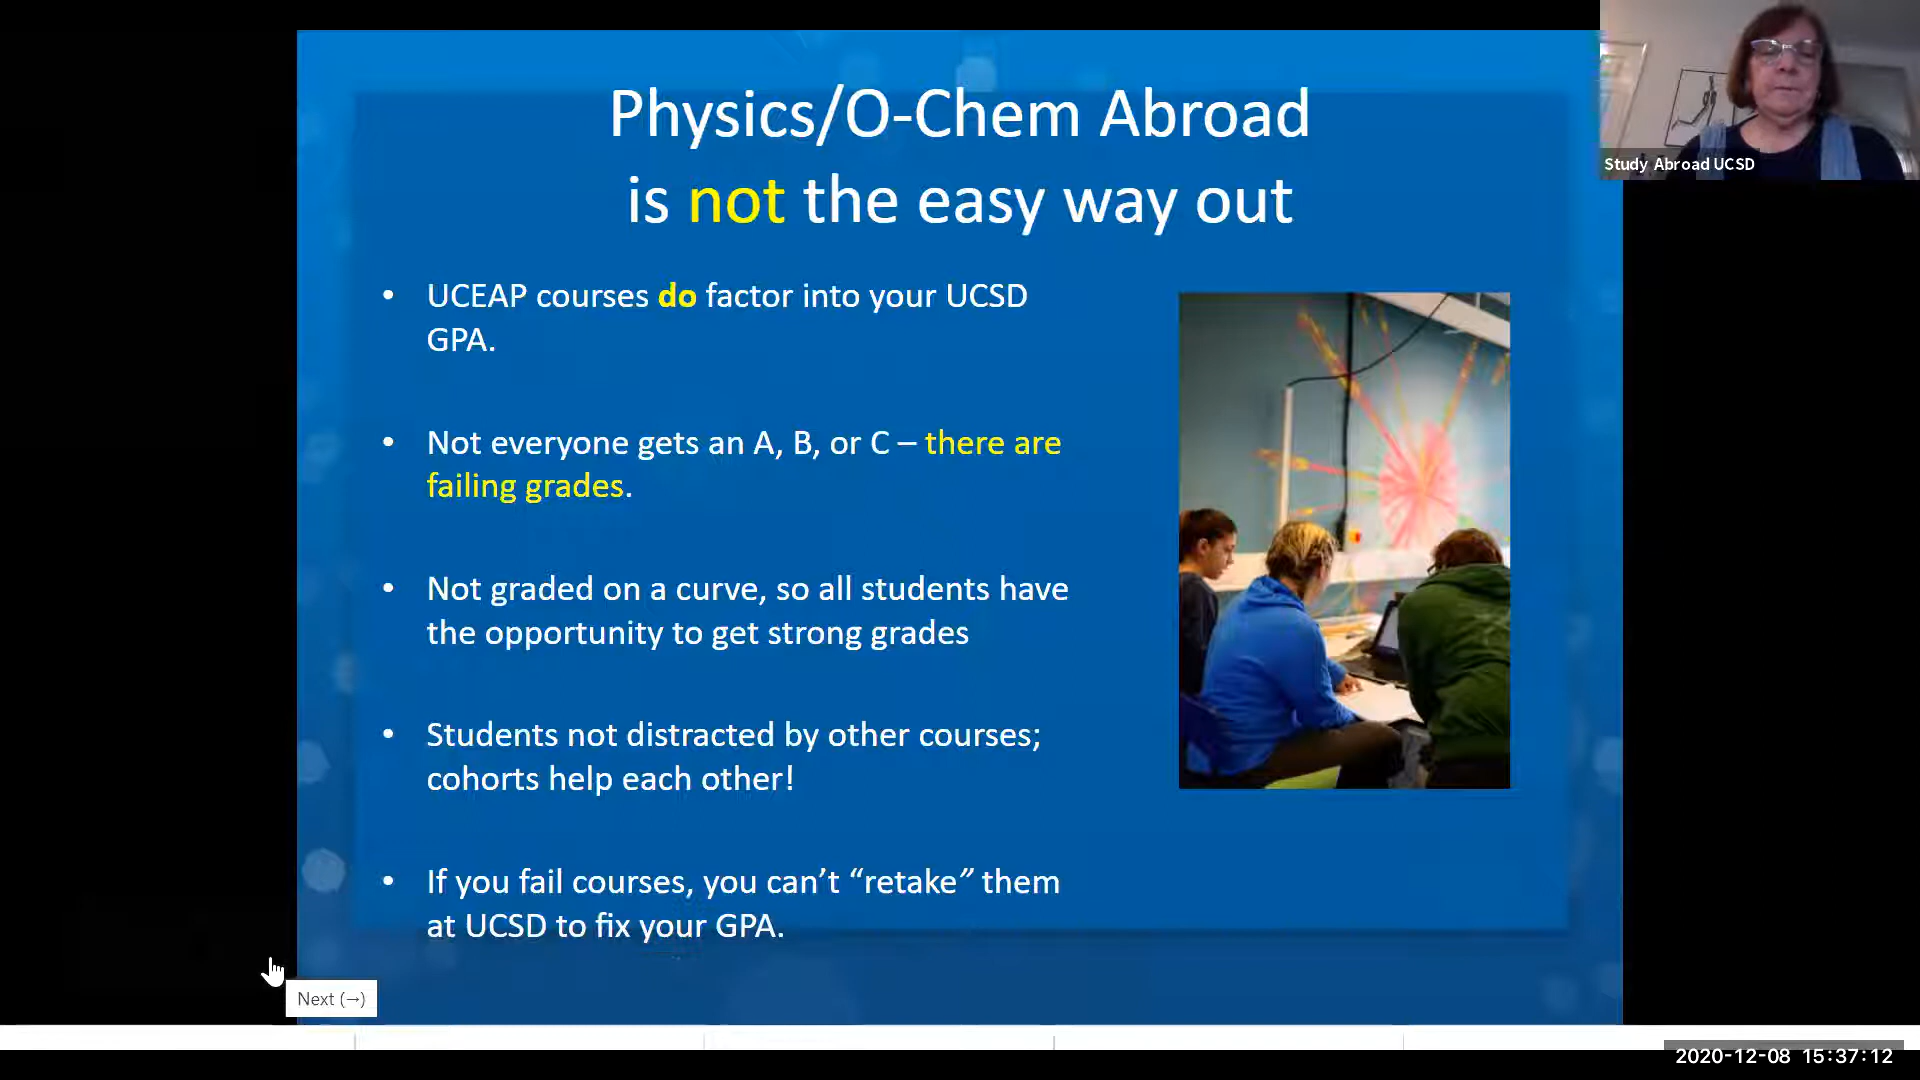 Physics/O-Chem Abroad
is not the easy way out
• UCEAP courses do factor into your UCSD
GPA.
• Not everyone gets an A, B, or C – there are
failing grades.
• Not graded on a curve, so all students have
the opportunity to get strong grades
• Students not distracted by other courses;
cohorts help each other!
• If you fail courses, you can’t “retake” them
at UCSD to fix your GPA.
Study Abroad UCSD
Next (→)
2020-12-08 15:37:12